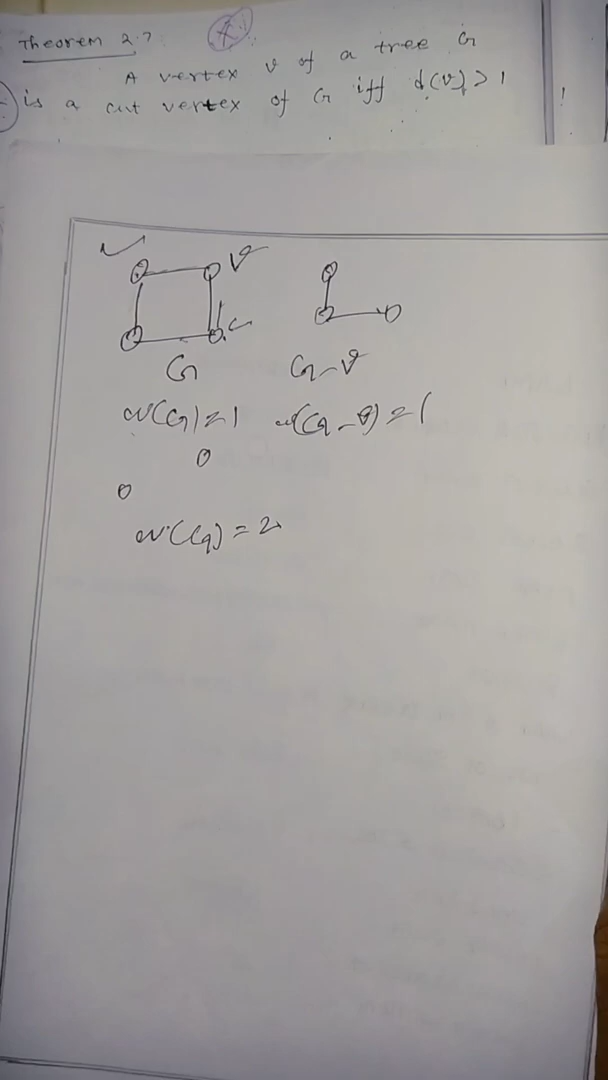 Theorem 2.7
A vertex v of a tree G
is a cut vertex of G iff d(v) > 1
v
G G-v
w(G) = 1 w(G-v) = 1
w(G) = 2